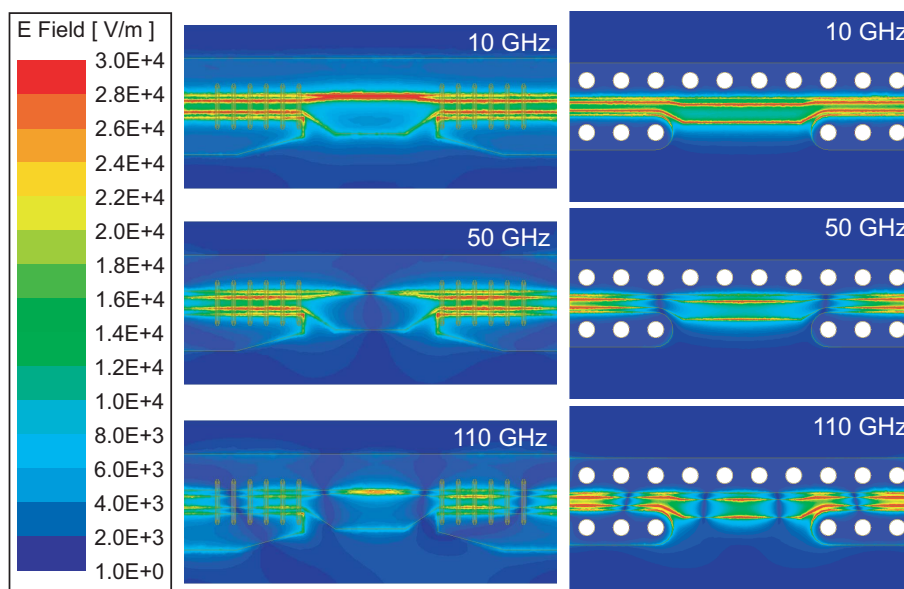 E Field [ V/m ]
3.0E+4
2.8E+4
2.6E+4
2.4E+4
2.2E+4
2.0E+4
1.8E+4
1.6E+4
1.4E+4
1.2E+4
1.0E+4
8.0E+3
6.0E+3
4.0E+3
2.0E+3
1.0E+0
10 GHz
10 GHz
50 GHz
50 GHz
110 GHz
110 GHz